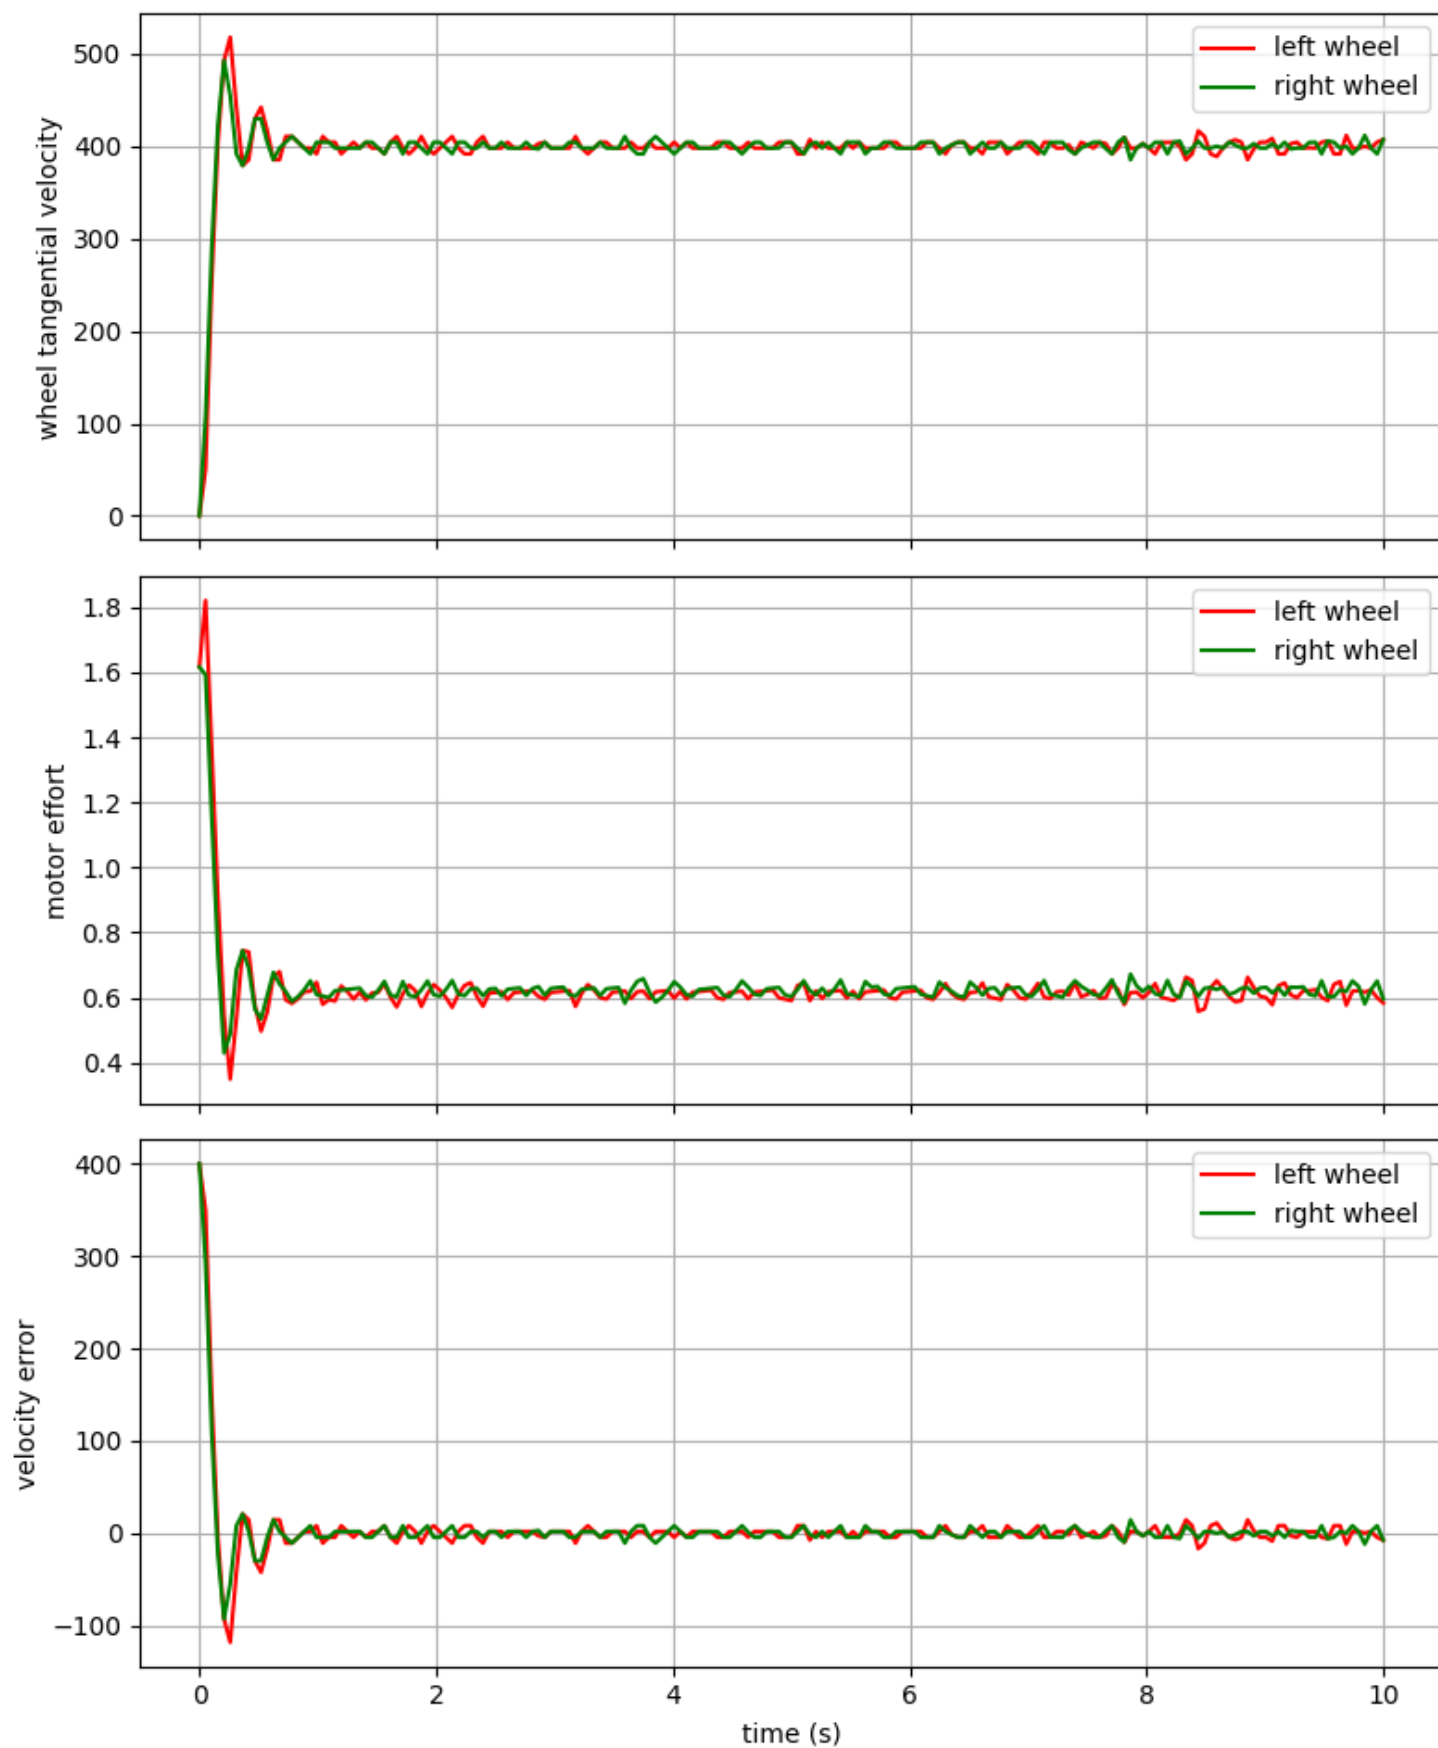 500
400
300
200
100
0
wheel tangential velocity
left wheel
right wheel
1.8
1.6
1.4
1.2
1.0
0.8
0.6
0.4
motor effort
left wheel
right wheel
400
300
200
100
0
−100
velocity error
left wheel
right wheel
0 2 4 6 8 10
time (s)